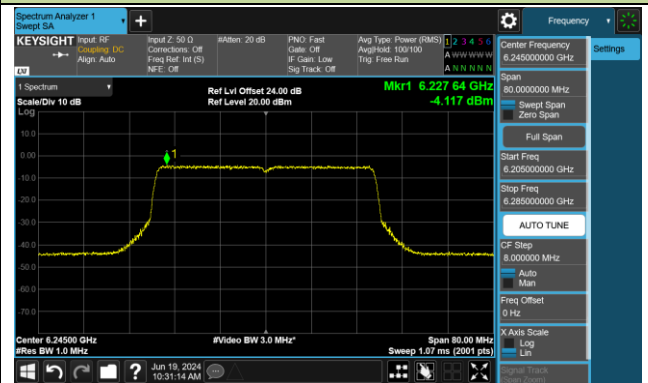 Spectrum Analyzer 1
Swept SA
Frequency
KEYSIGHT
Input: RF
Coupling: DC
Align: Auto
Input Z: 50 Ω
Corrections: Off
Freq Ref: Int (S)
NFE: Off
#Atten: 20 dB
PNO: Fast
Gate: Off
IF Gain: Low
Sig Track: Off
Avg Type: Power (RMS)
Avg|Hold: 100/100
Trig: Free Run
1 2 3 4 5 6
A W W W W W
A N N N N N
LXI
Center Frequency
6.245000000 GHz
Settings
Span
80.0000000 MHz
Swept Span
Zero Span
Full Span
Start Freq
6.205000000 GHz
Stop Freq
6.285000000 GHz
AUTO TUNE
CF Step
8.000000 MHz
Auto
Man
Freq Offset
0 Hz
X Axis Scale
Log
Lin
Signal Track
(Span Zoom)
1 Spectrum
Scale/Div 10 dB
Log
Ref Lvl Offset 24.00 dB
Ref Level 20.00 dBm
Mkr1 6.227 64 GHz
-4.117 dBm
1
10.0
0.00
-10.0
-20.0
-30.0
-40.0
-50.0
-60.0
-70.0
Center 6.24500 GHz
#Res BW 1.0 MHz
#Video BW 3.0 MHz*
Span 80.00 MHz
Sweep 1.07 ms (2001 pts)
?
Jun 19, 2024
10:31:14 AM